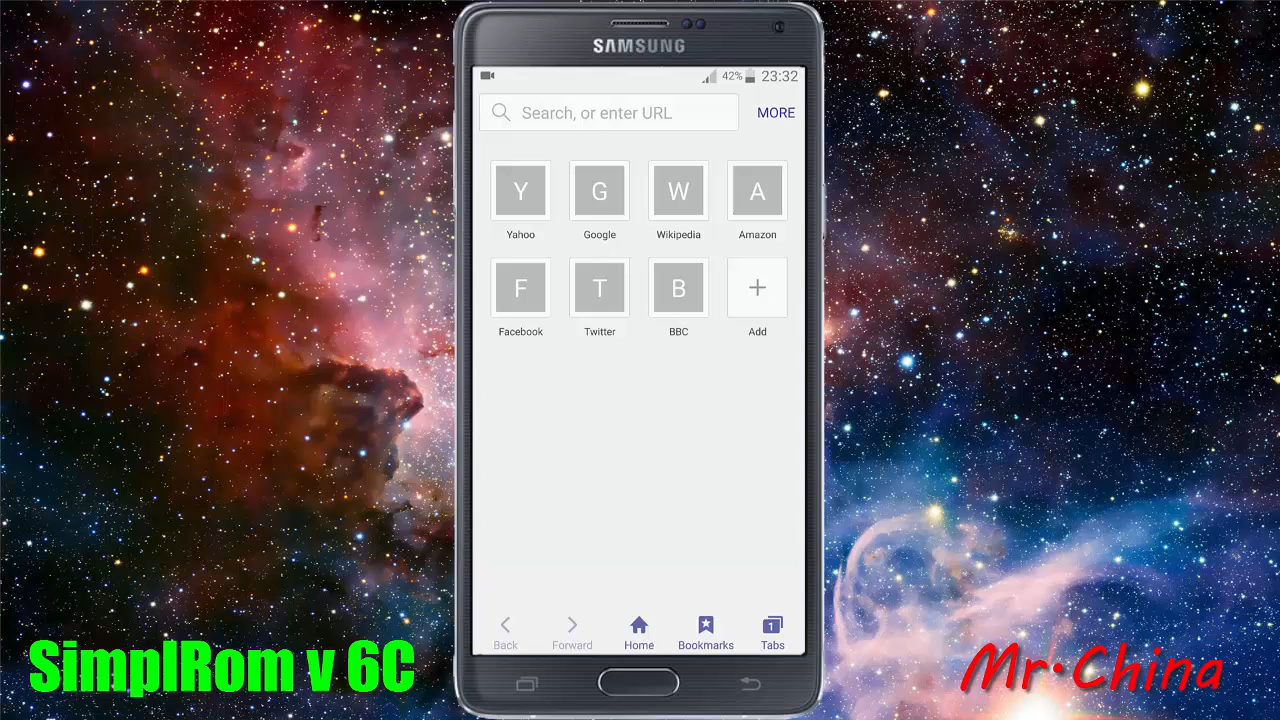 SAMSUNG
42% 23:32
Search, or enter URL MORE
Y G W A
Yahoo Google Wikipedia Amazon
F T B +
Facebook Twitter BBC Add
1
Back Forward Home Bookmarks Tabs
SimplRom v 6C
Mr.China